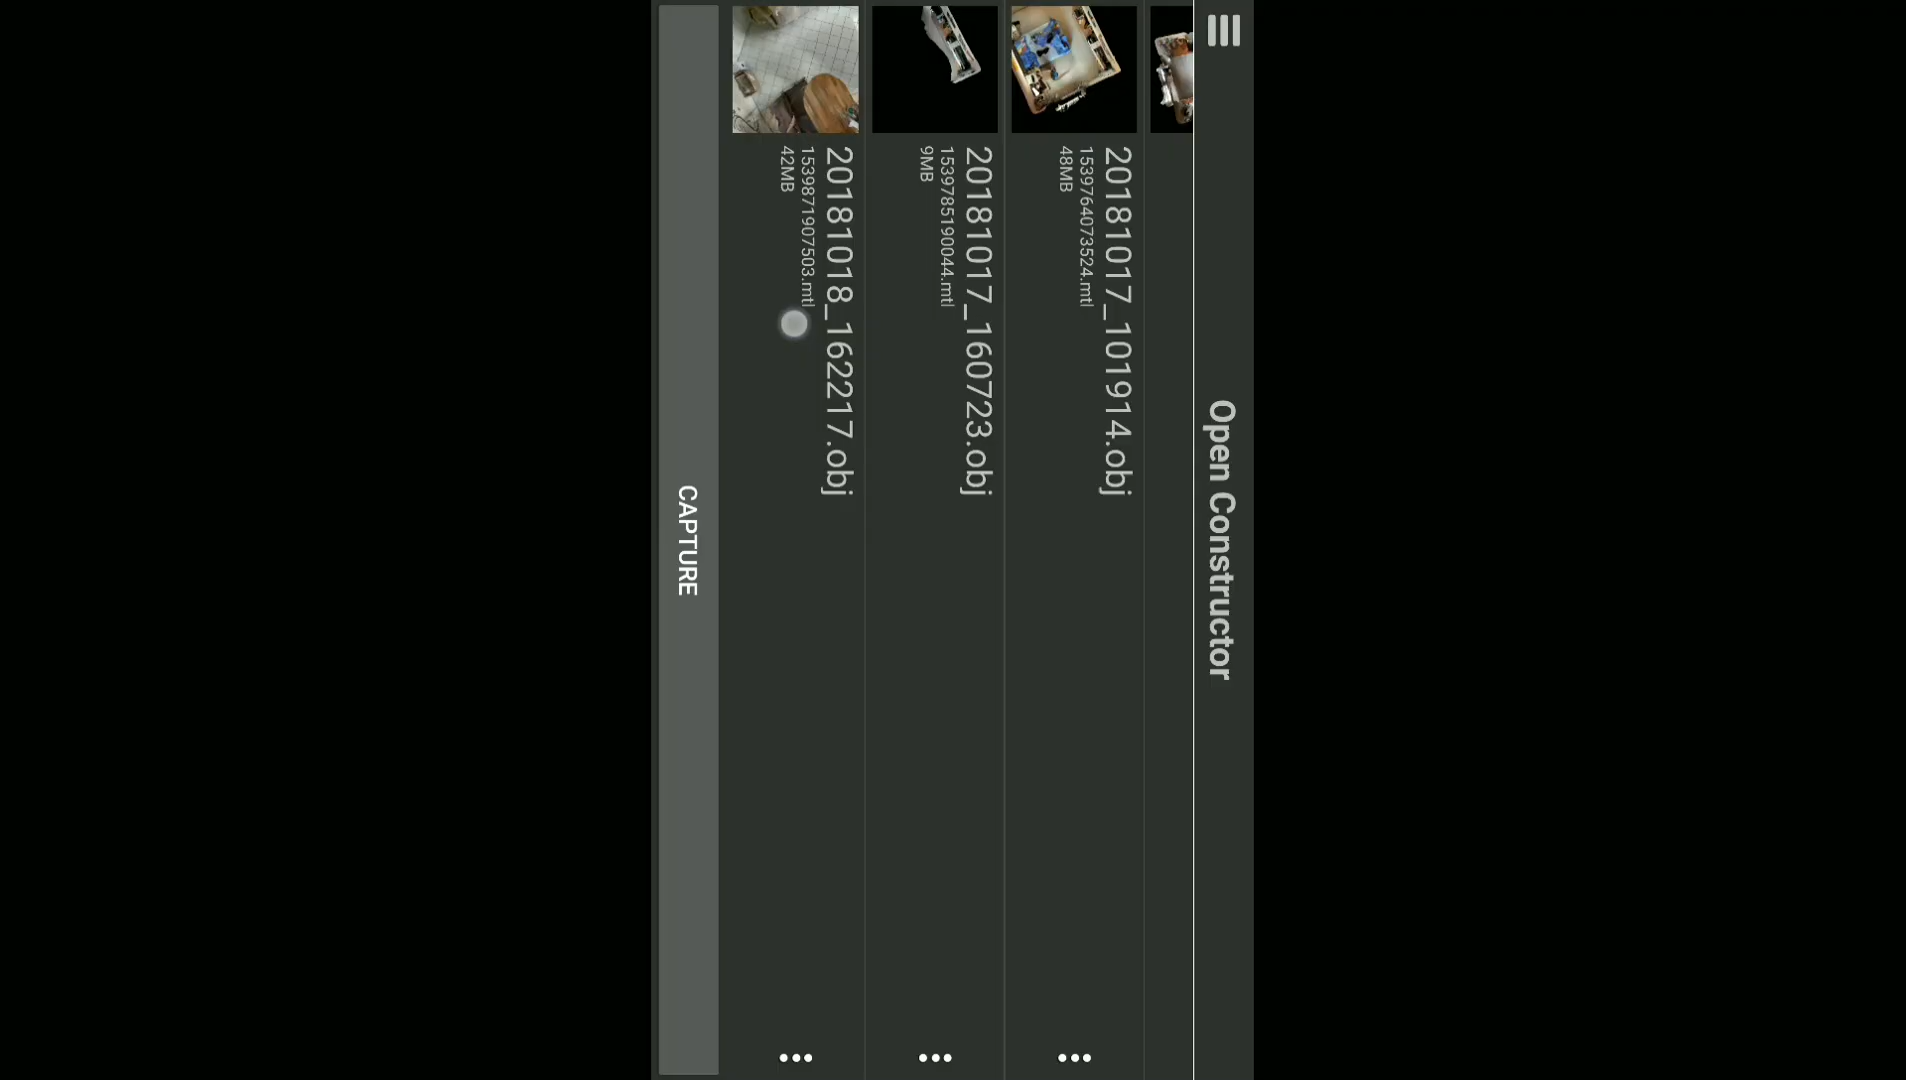 Open Constructor
20181017_101914.obj
1539764073524.mtl
48MB
20181017_160723.obj
1539785190044.mtl
9MB
20181018_162217.obj
1539871907503.mtl
42MB
CAPTURE